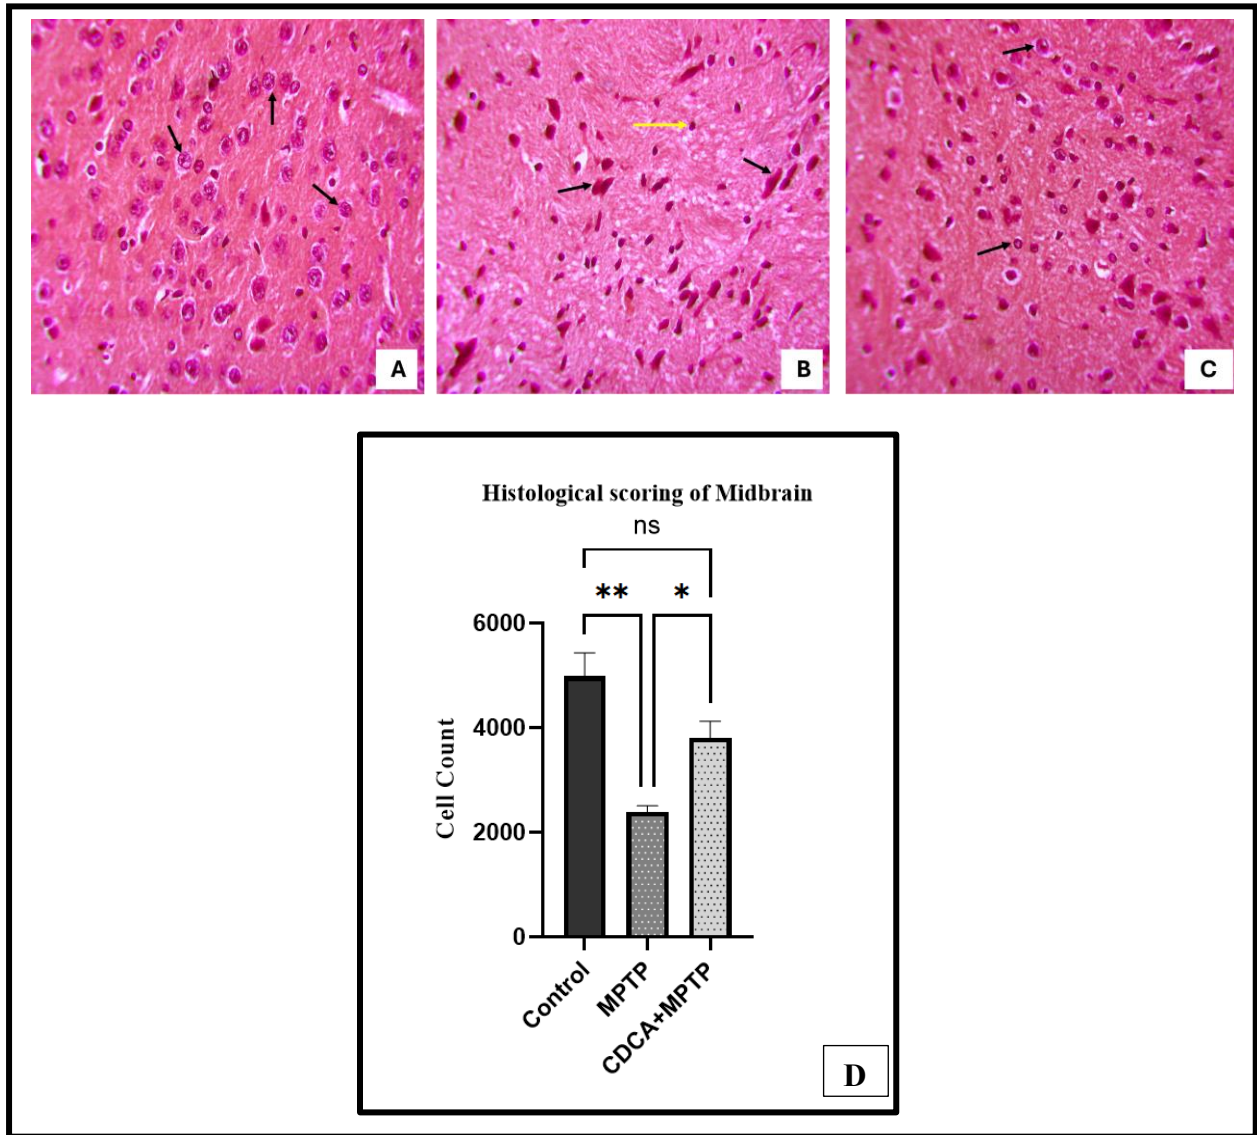 A
B
C
Histological scoring of Midbrain
ns
** *
6000
4000
2000
0
Cell Count
Control
MPTP
CDCA+MPTP
D